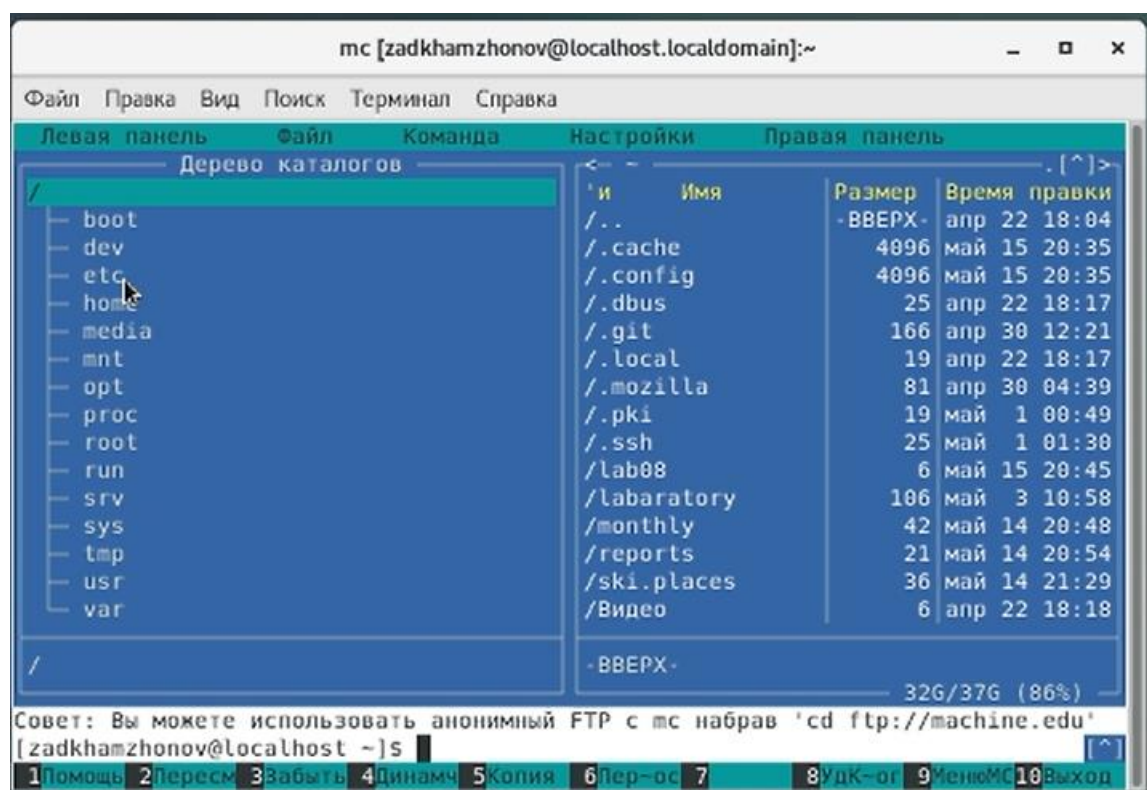 mc [zadkhamzhonov@localhost.localdomain]:~
Файл Правка Вид Поиск Терминал Справка
Левая панель Файл Команда Настройки Правая панель
Дерево каталогов
/
boot
dev
etc
home
media
mnt
opt
proc
root
run
srv
sys
tmp
usr
var
/
<- ~ .[^]>
'и Имя Размер Время правки
/.. -ВВЕРХ- апр 22 18:04
/.cache 4096 май 15 20:35
/.config 4096 май 15 20:35
/.dbus 25 апр 22 18:17
/.git 166 апр 30 12:21
/.local 19 апр 22 18:17
/.mozilla 81 апр 30 04:39
/.pki 19 май 1 00:49
/.ssh 25 май 1 01:30
/lab08 6 май 15 20:45
/labaratory 106 май 3 10:58
/monthly 42 май 14 20:48
/reports 21 май 14 20:54
/ski.places 36 май 14 21:29
/Видео 6 апр 22 18:18
-ВВЕРХ-
32G/37G (86%)
Совет: Вы можете использовать анонимный FTP с mc набрав 'cd ftp://machine.edu'
[zadkhamzhonov@localhost ~]$ [^]
1Помощь 2Пересм 3Забыть 4Динамч 5Копия 6Пер~ос 7 8Удк~ог 9МенюMC 10Выход